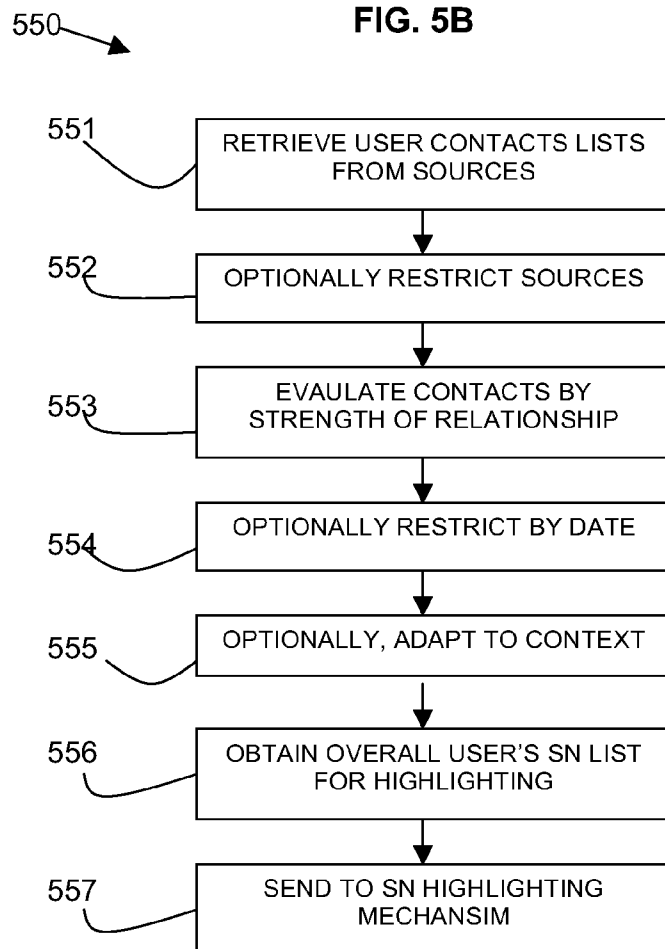 550
FIG. 5B
551
RETRIEVE USER CONTACTS LISTS
FROM SOURCES
552
OPTIONALLY RESTRICT SOURCES
553
EVAULATE CONTACTS BY
STRENGTH OF RELATIONSHIP
554
OPTIONALLY RESTRICT BY DATE
555
OPTIONALLY, ADAPT TO CONTEXT
556
OBTAIN OVERALL USER'S SN LIST
FOR HIGHLIGHTING
557
SEND TO SN HIGHLIGHTING
MECHANSIM